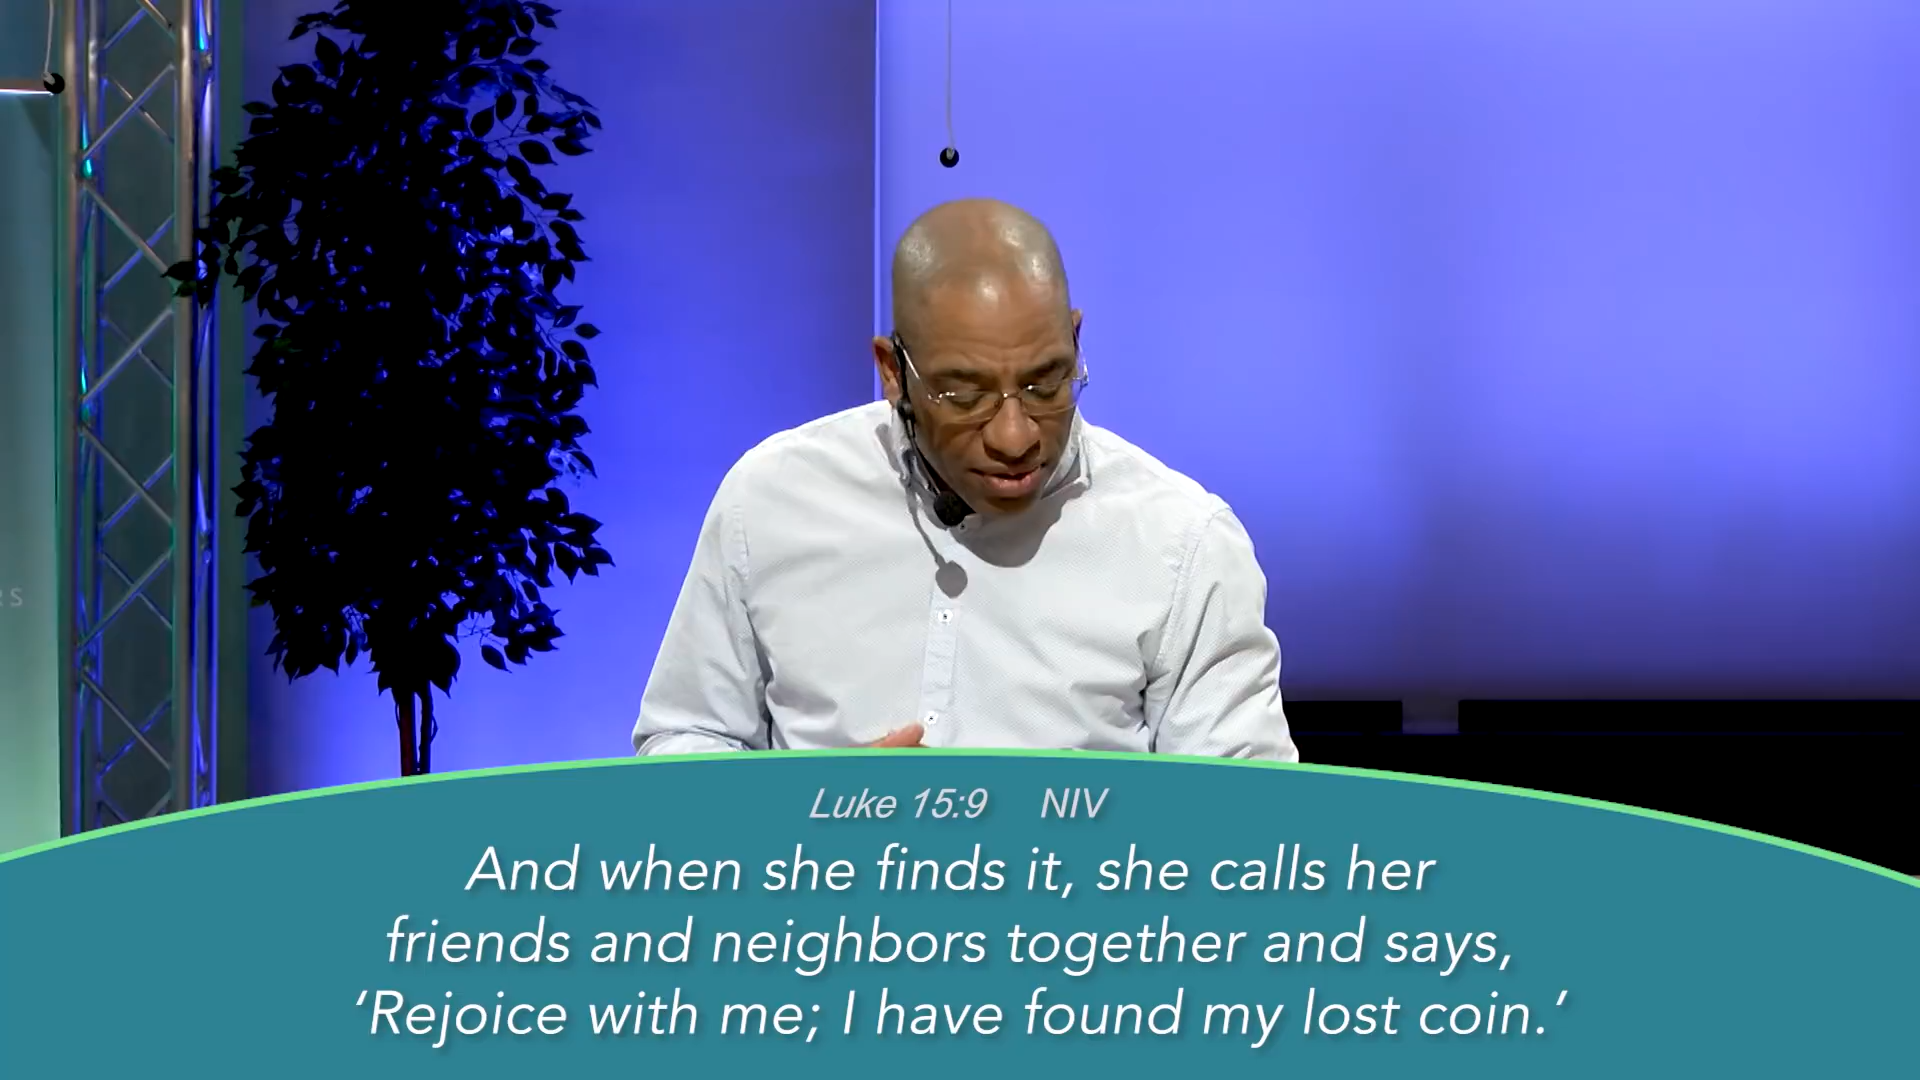 RS
Luke 15:9 NIV
And when she finds it, she calls her
friends and neighbors together and says,
‘Rejoice with me; I have found my lost coin.’